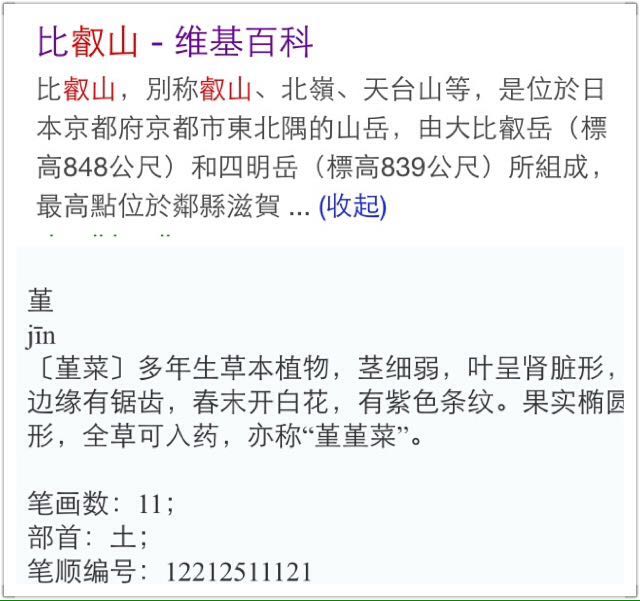 比叡山 - 维基百科
比叡山，別称叡山、北嶺、天台山等，是位於日
本京都府京都市東北隅的山岳，由大比叡岳（標
高848公尺）和四明岳（標高839公尺）所組成，
最高點位於鄰縣滋賀 ... (收起)
堇
jīn
〔堇菜〕多年生草本植物，茎细弱，叶呈肾脏形，
边缘有锯齿，春末开白花，有紫色条纹。果实椭圆
形，全草可入药，亦称“堇堇菜”。
笔画数：11；
部首：土；
笔顺编号：12212511121